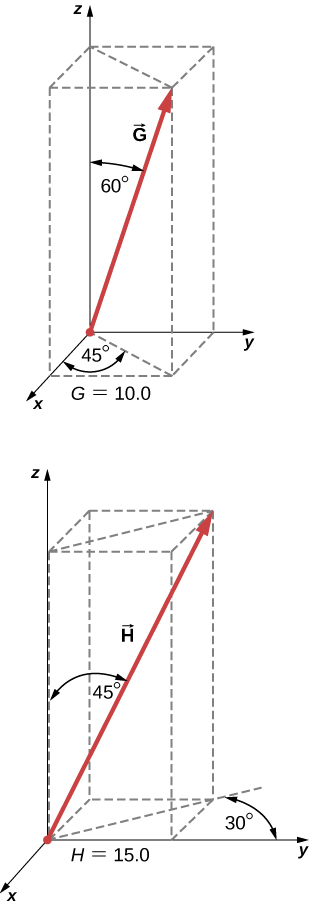 z
G⃗
60°
45°
y
x
G = 10.0
z
H⃗
45°
30°
H = 15.0
y
x